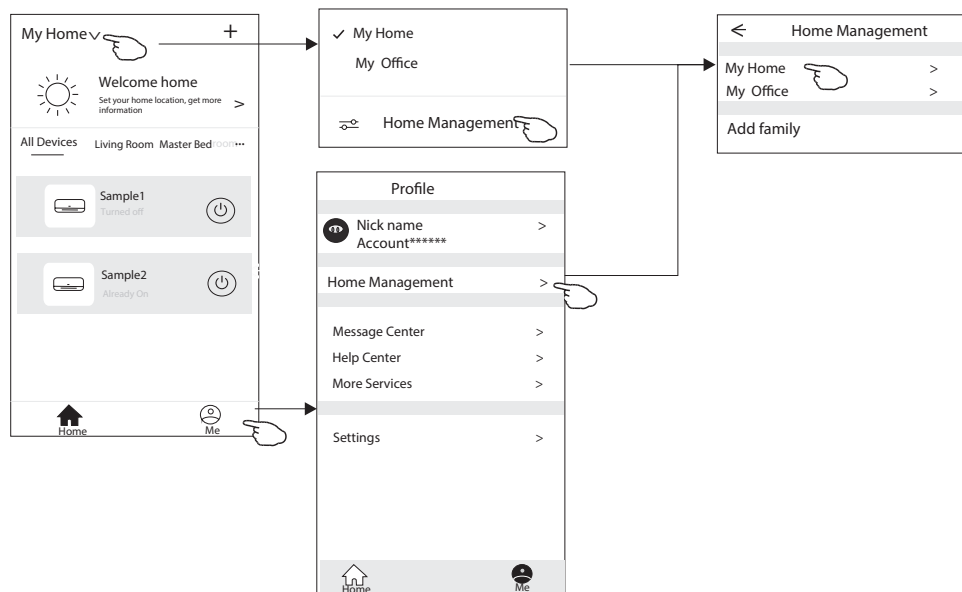 My Home
+
Welcome home
Set your home location, get more
information
>
All Devices Living Room Master Bedroom
Sample1
Turned off
Sample2
Already On
Home
Me
✓ My Home
My Office
Home Management
Profile
Nick name >
Account******
Home Management >
Message Center >
Help Center >
More Services >
Settings >
Home
Me
Home Management
My Home >
My Office >
Add family